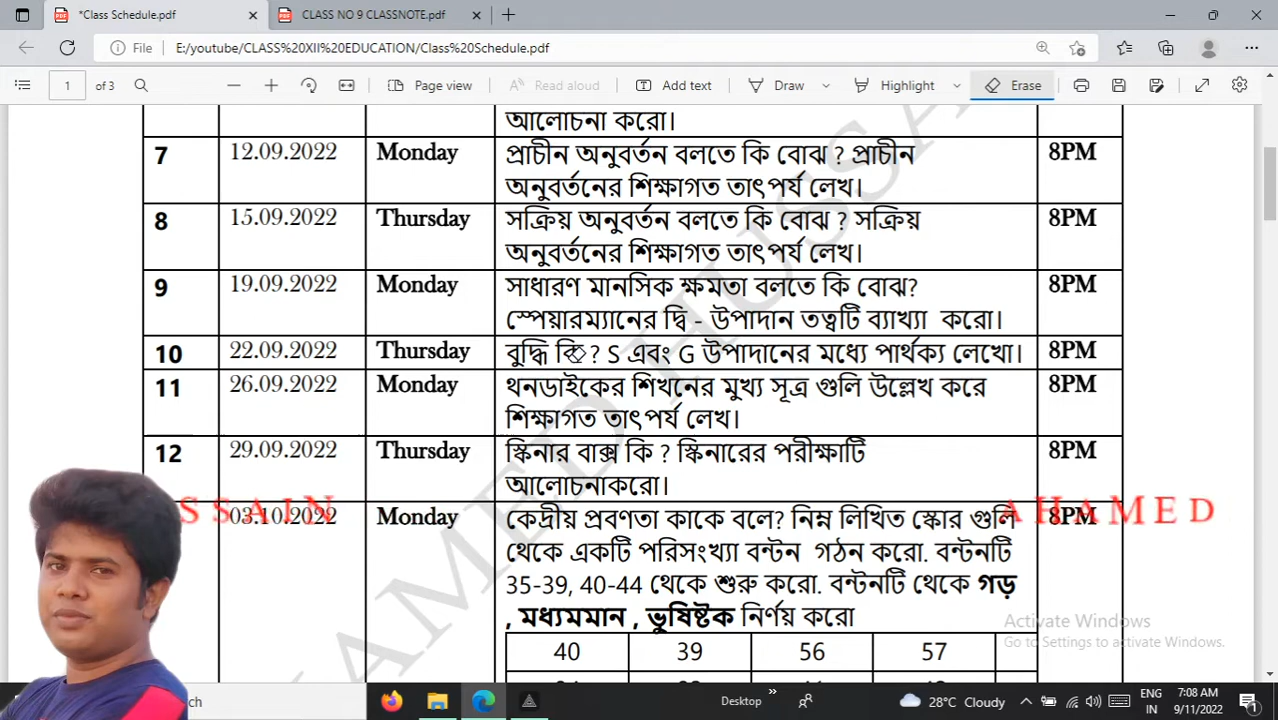 *Class Schedule.pdf
CLASS NO 9 CLASSNOTE.pdf
File E:/youtube/CLASS%20XII%20EDUCATION/Class%20Schedule.pdf
1 of 3 Page view Read aloud Add text Draw Highlight Erase
আলোচনা করো।
7 12.09.2022 Monday প্রাচীন অনুবর্তন বলতে কি বোঝ ? প্রাচীন 8PM
অনুবর্তনের শিক্ষাগত তাৎপর্য লেখ।
8 15.09.2022 Thursday সক্রিয় অনুবর্তন বলতে কি বোঝ ? সক্রিয় 8PM
অনুবর্তনের শিক্ষাগত তাৎপর্য লেখ।
9 19.09.2022 Monday সাধারণ মানসিক ক্ষমতা বলতে কি বোঝ? 8PM
স্পেয়ারম্যানের দ্বি - উপাদান তত্বটি ব্যাখ্যা করো।
10 22.09.2022 Thursday বুদ্ধি কি ? S এবং G উপাদানের মধ্যে পার্থক্য লেখো। 8PM
11 26.09.2022 Monday থনডাইকের শিখনের মুখ্য সূত্র গুলি উল্লেখ করে 8PM
শিক্ষাগত তাৎপর্য লেখ।
12 29.09.2022 Thursday স্কিনার বাক্স কি ? স্কিনারের পরীক্ষাটি 8PM
আলোচনাকরো।
03.10.2022 Monday কেদ্রীয় প্রবণতা কাকে বলে? নিম্ন লিখিত স্কোর গুলি 8PM
থেকে একটি পরিসংখ্যা বন্টন গঠন করো. বন্টনটি
35-39, 40-44 থেকে শুরু করো. বন্টনটি থেকে গড়
, মধ্যমমান , ভুষিষ্টক নির্ণয় করো
40 39 56 57
SSAIN AHAMED
AMED HUSSA
Activate Windows
Go to Settings to activate Windows.
rch Desktop 28°C Cloudy ENG IN 7:08 AM 9/11/2022